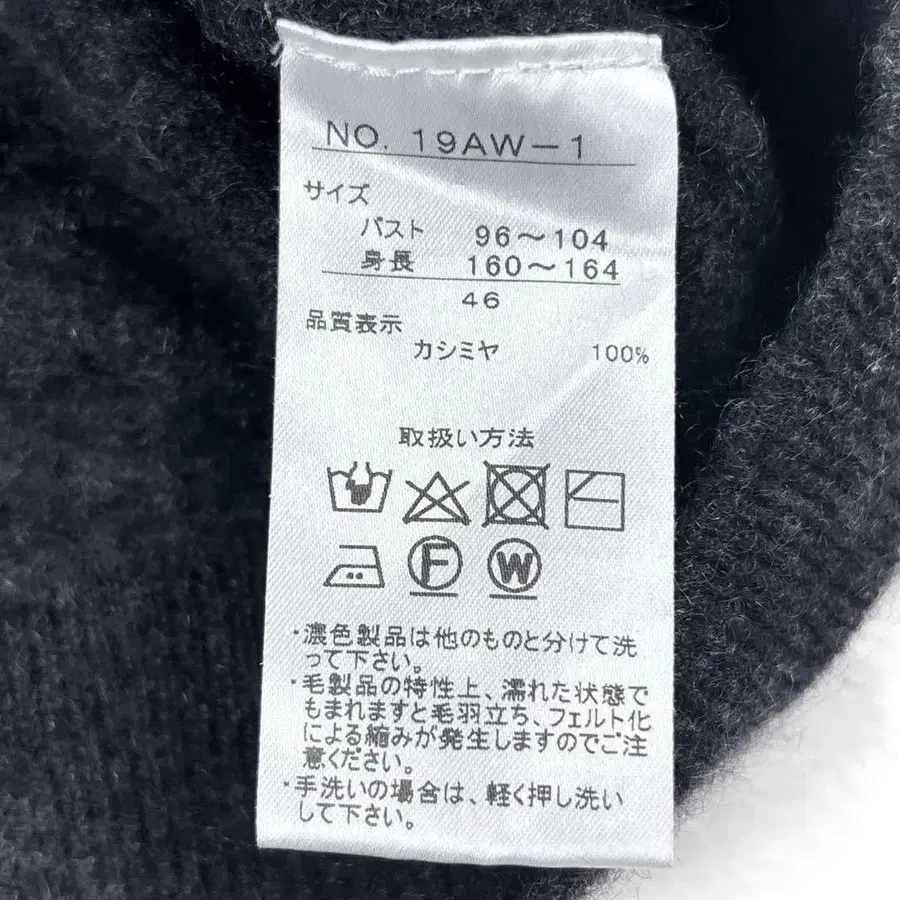 NO. 19AW-1
サイズ
バスト 96～104
身長 160～164
46
品質表示
カシミヤ 100%
取扱い方法
F W
・濃色製品は他のものと分けて洗
って下さい。
・毛製品の特性上、濡れた状態で
もまれますと毛羽立ち、フェルト化
による縮みが発生しますのでご注
意ください。
・手洗いの場合は、軽く押し洗い
して下さい。